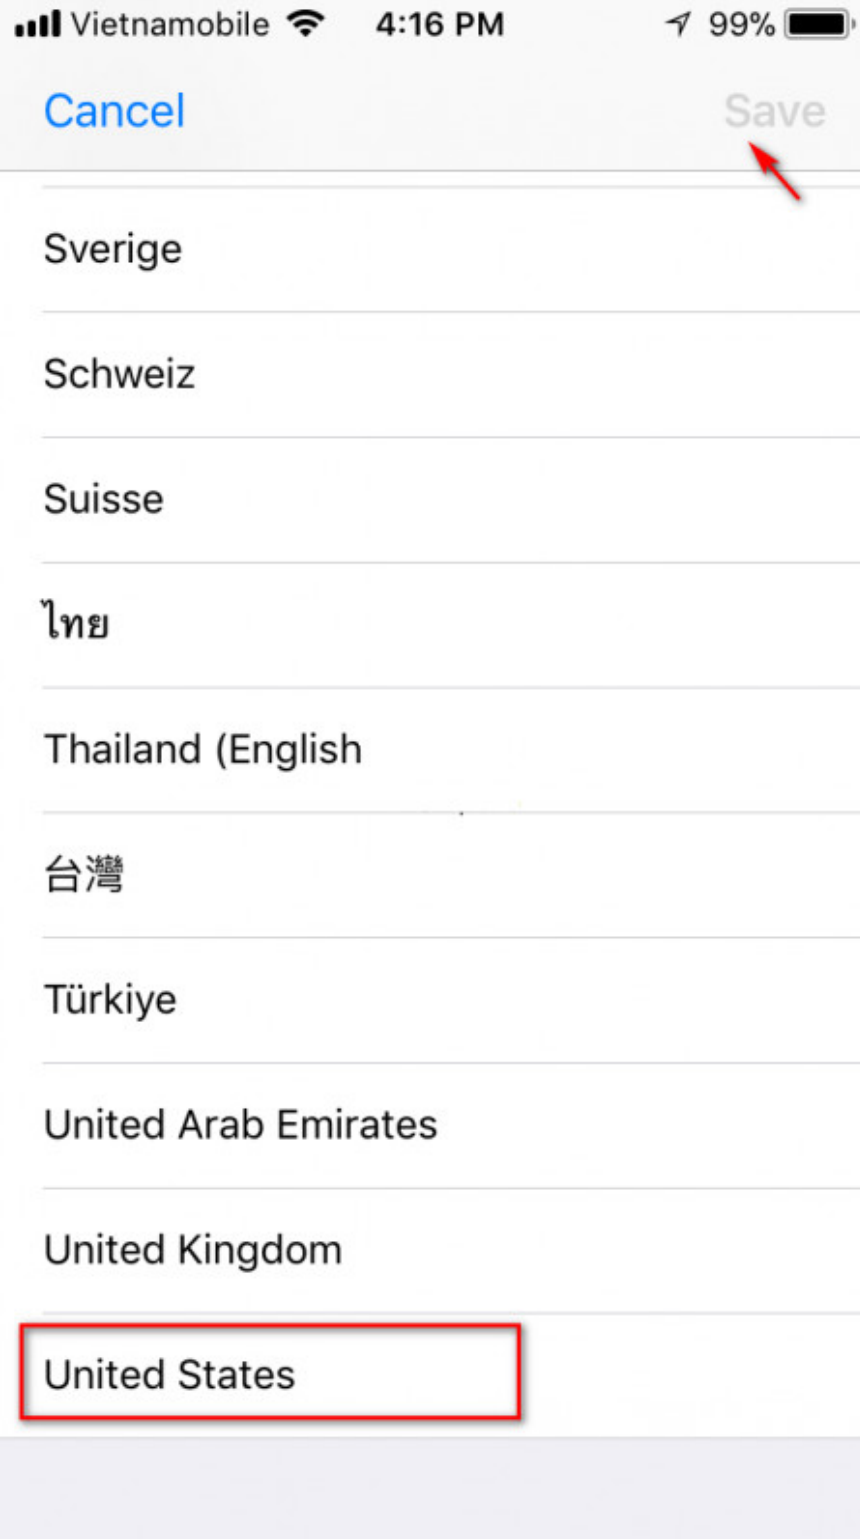 Vietnamobile 4:16 PM 99%
Cancel Save
Sverige
Schweiz
Suisse
ไทย
Thailand (English
台灣
Türkiye
United Arab Emirates
United Kingdom
United States